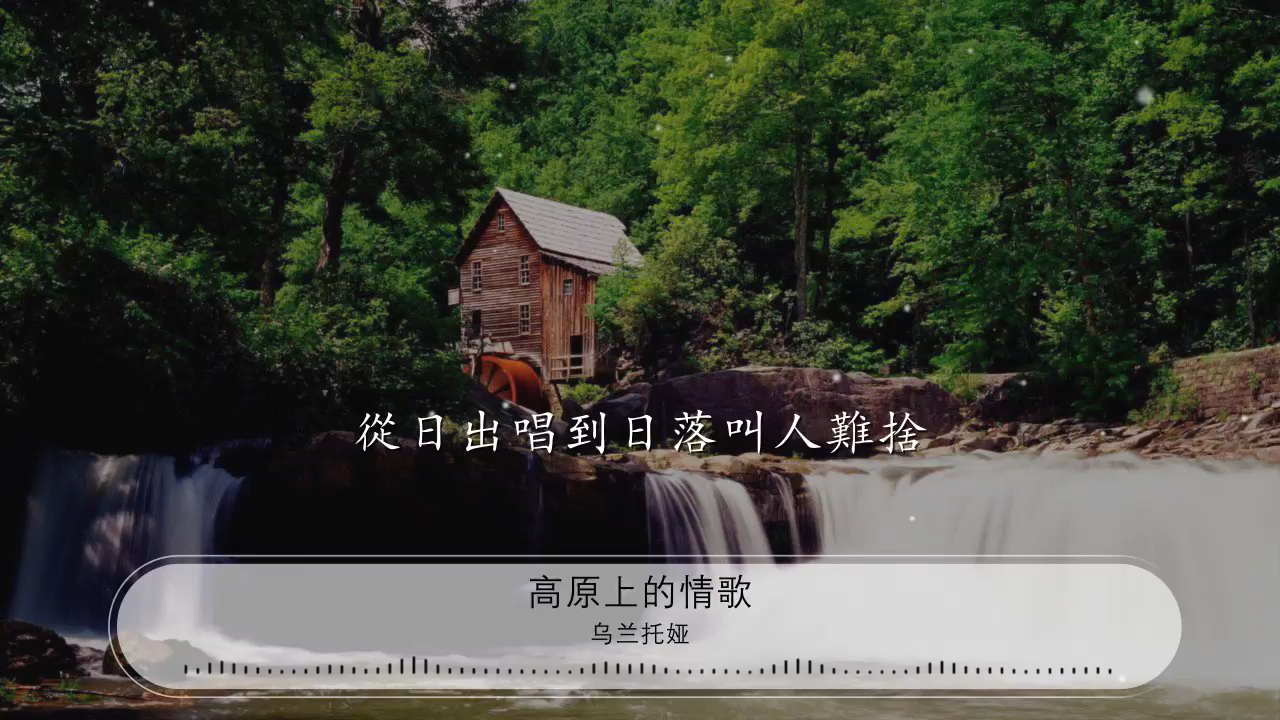 從日出唱到日落叫人難捨
高原上的情歌
乌兰托娅